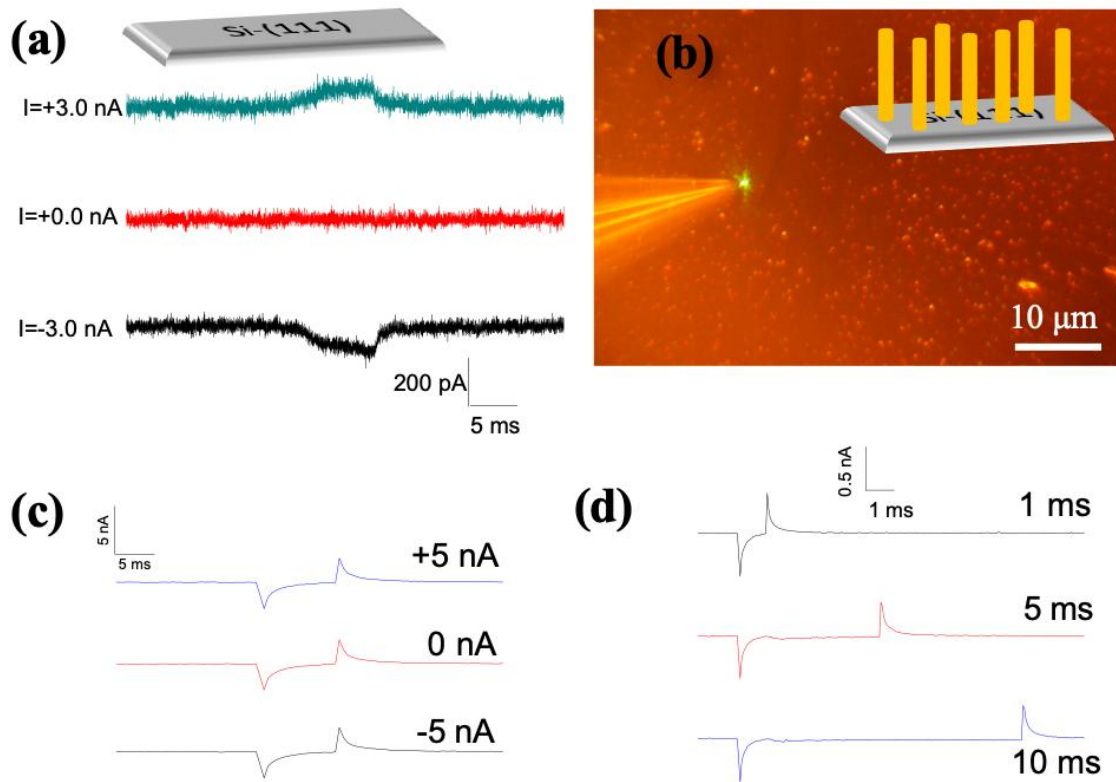 (a)
Si-(111)
I=+3.0 nA
I=+0.0 nA
I=-3.0 nA
200 pA
5 ms
(b)
Si-(111)
10 μm
(c)
5 nA
5 ms
+5 nA
0 nA
-5 nA
(d)
0.5 nA
1 ms
1 ms
5 ms
10 ms